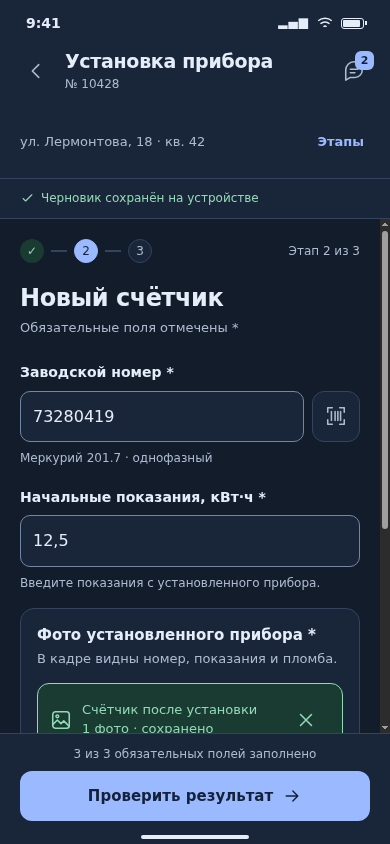 9:41
Установка прибора
№ 10428
2
ул. Лермонтова, 18 · кв. 42
Этапы
Черновик сохранён на устройстве
2
3
Этап 2 из 3
Новый счётчик
Обязательные поля отмечены *
Заводской номер *
73280419
Меркурий 201.7 · однофазный
Начальные показания, кВт·ч *
12,5
Введите показания с установленного прибора.
Фото установленного прибора *
В кадре видны номер, показания и пломба.
Счётчик после установки
1 фото · сохранено
3 из 3 обязательных полей заполнено
Проверить результат